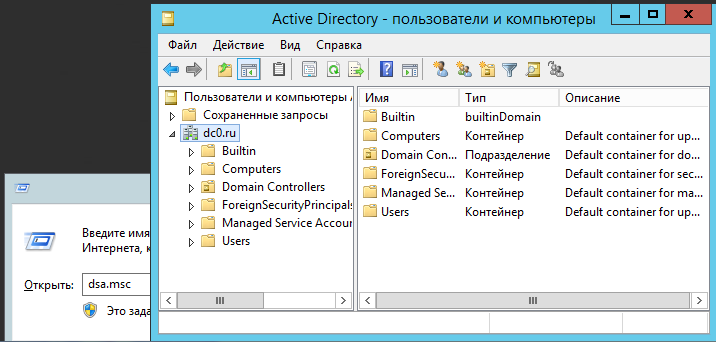 Active Directory - пользователи и компьютеры
Файл Действие Вид Справка
Пользователи и компьютеры
Сохраненные запросы
dc0.ru
Builtin
Computers
Domain Controllers
ForeignSecurityPrincipals
Managed Service Accoun
Users
Имя Тип Описание
Builtin builtinDomain
Computers Контейнер Default container for up...
Domain Con... Подразделение Default container for do...
ForeignSecu... Контейнер Default container for sec...
Managed Se... Контейнер Default container for ma...
Users Контейнер Default container for up...
Введите имя
Интернета, к
Открыть: dsa.msc
Это зада